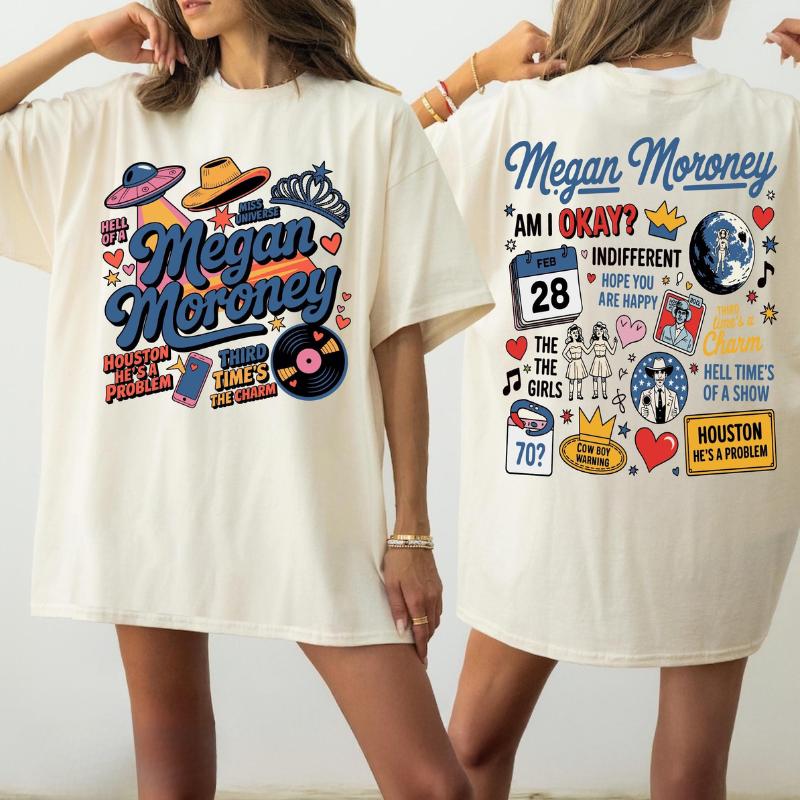 HELL
OF A
MISS
UNIVERSE
Megan
Moroney
HOUSTON
HE'S A
PROBLEM
THIRD
TIME'S
THE CHARM
Megan Moroney
AM I OKAY?
FEB
28
INDIFFERENT
HOPE YOU
ARE HAPPY
THIRD
time's a
Charm
THE
THE
GIRLS
HELL TIME'S
OF A SHOW
70?
COW BOY
WARNING
HOUSTON
HE'S A PROBLEM